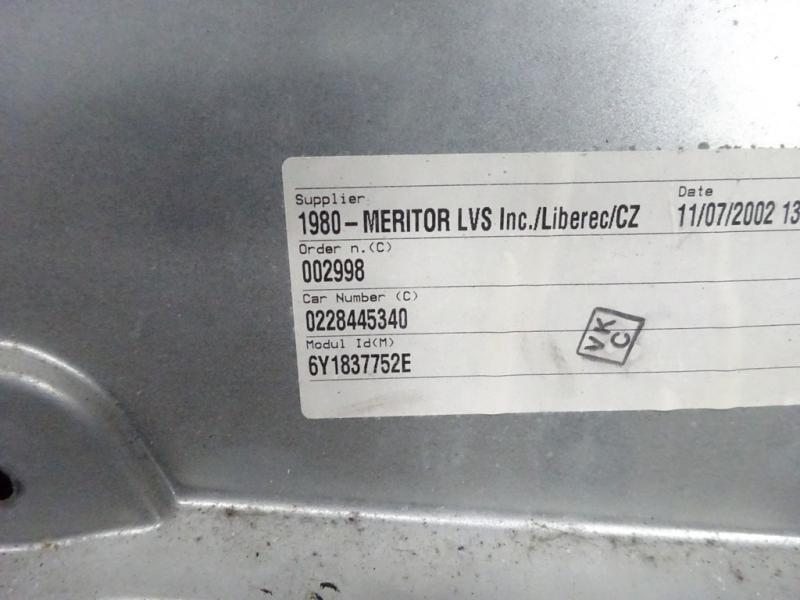 Supplier
1980-MERITOR LVS Inc./Liberec/CZ
Date
11/07/2002 13
Order n.(C)
002998
Car Number (C)
0228445340
Modul Id(M)
6Y1837752E
VK
C